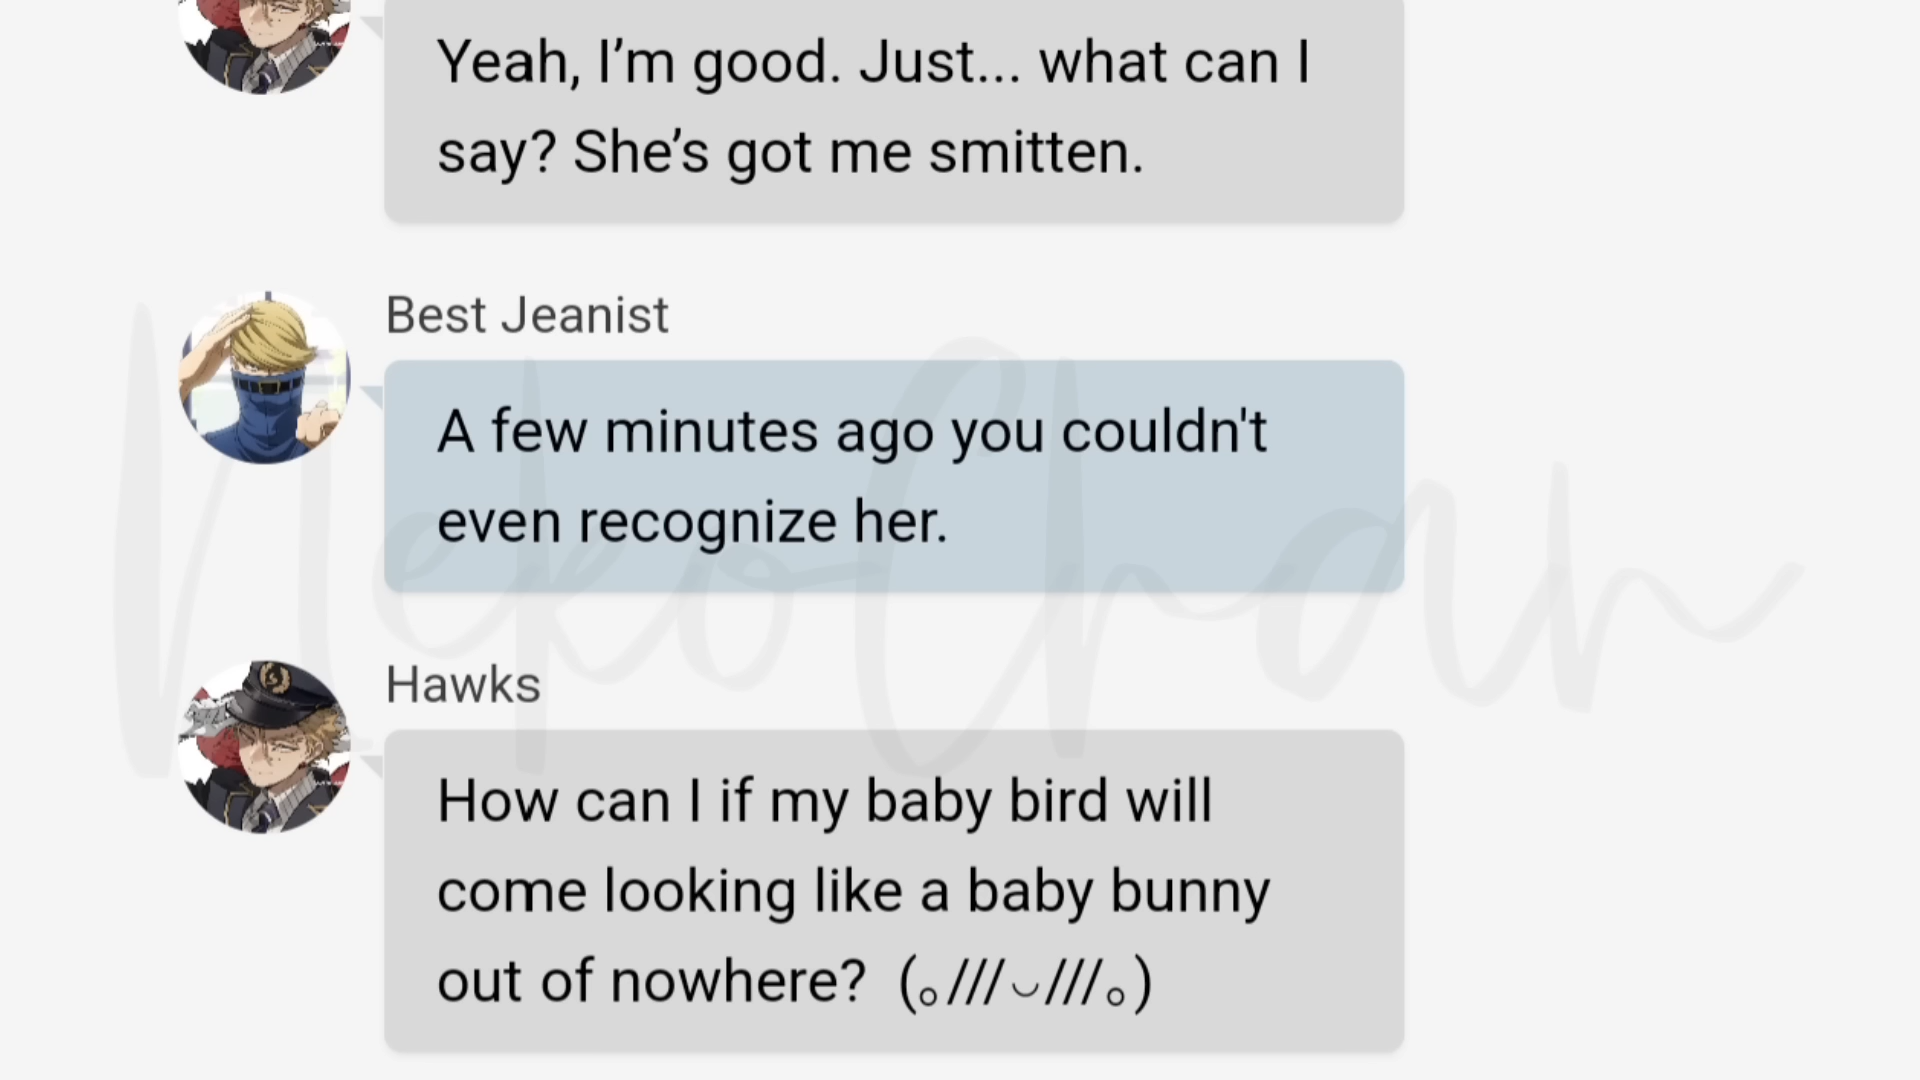 Yeah, I’m good. Just... what can I
say? She’s got me smitten.
Best Jeanist
A few minutes ago you couldn't
even recognize her.
Hawks
How can I if my baby bird will
come looking like a baby bunny
out of nowhere? (｡///◡///｡)
NekoChan